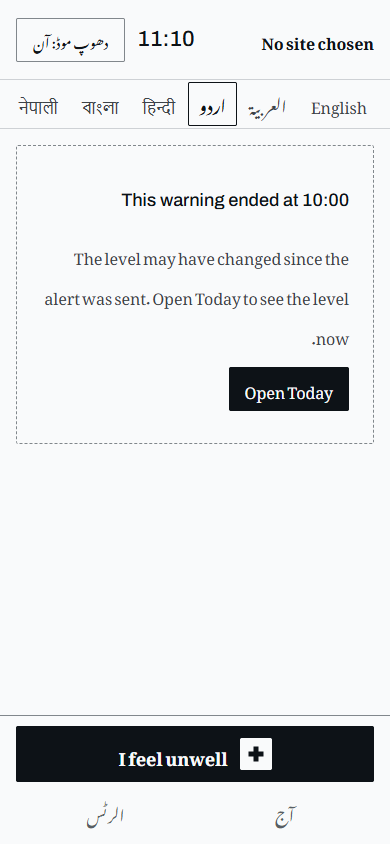 No site chosen
11:10
دھوپ موڈ: آن
English
العربية
اردو
हिन्दी
বাংলা
नेपाली
This warning ended at 10:00
The level may have changed since the
alert was sent. Open Today to see the level
now.
Open Today
I feel unwell
آج
الرٹس